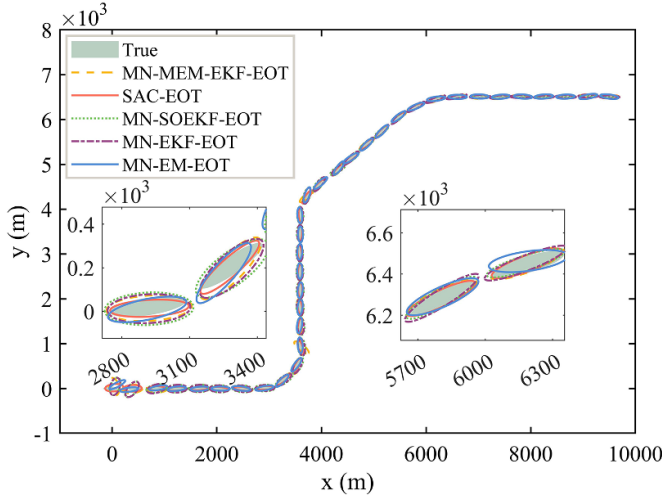 8 ×10³
7
6
5
4
3
2
1
0
-1
y (m)
True
MN-MEM-EKF-EOT
SAC-EOT
MN-SOEKF-EOT
MN-EKF-EOT
MN-EM-EOT
×10³
0.4
0.2
0
2800 3100 3400
×10³
6.6
6.4
6.2
5700 6000 6300
0 2000 4000 6000 8000 10000
x (m)